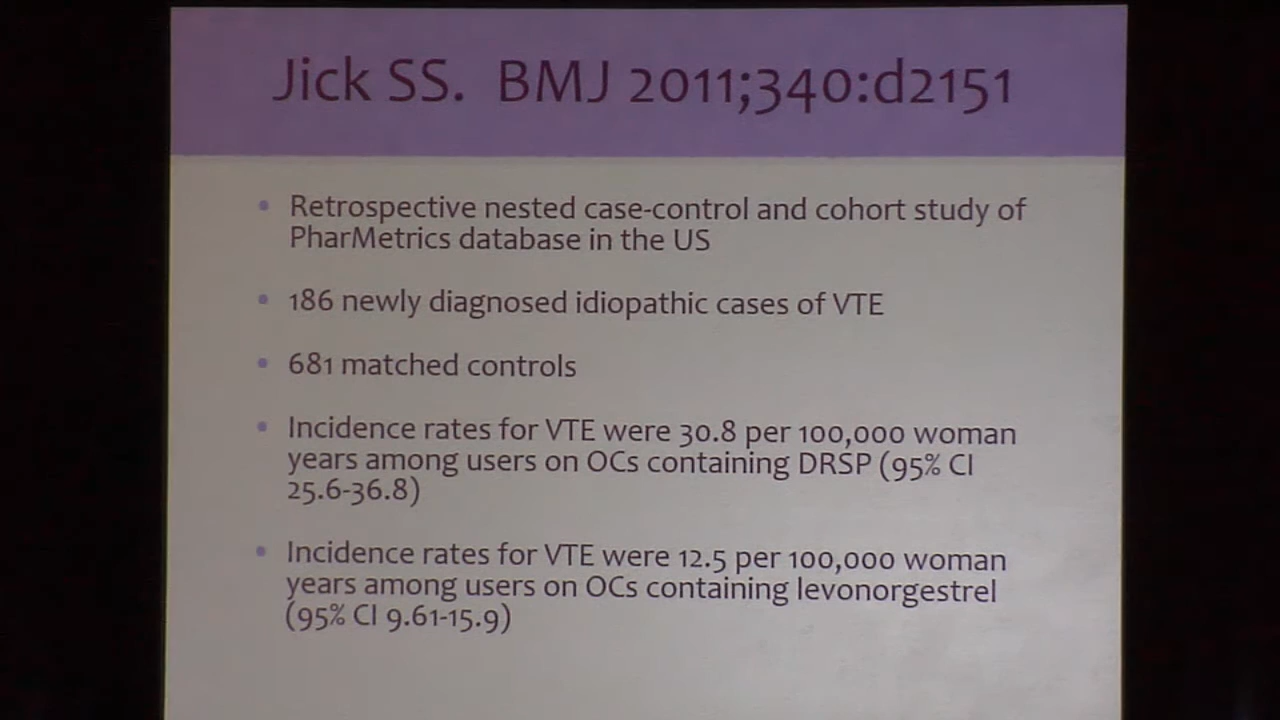 Jick SS. BMJ 2011;340:d2151
• Retrospective nested case-control and cohort study of
PharMetrics database in the US
• 186 newly diagnosed idiopathic cases of VTE
• 681 matched controls
• Incidence rates for VTE were 30.8 per 100,000 woman
years among users on OCs containing DRSP (95% CI
25.6-36.8)
• Incidence rates for VTE were 12.5 per 100,000 woman
years among users on OCs containing levonorgestrel
(95% CI 9.61-15.9)